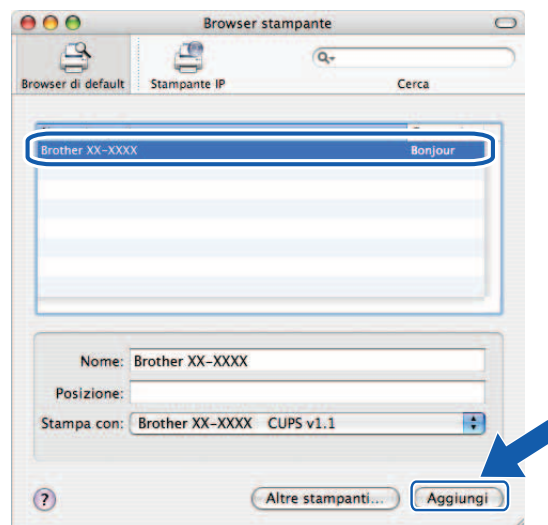 Browser stampante
Browser di default Stampante IP Cerca
Brother XX-XXXX Bonjour
Nome: Brother XX-XXXX
Posizione:
Stampa con: Brother XX-XXXX CUPS v1.1
? Altre stampanti... Aggiungi